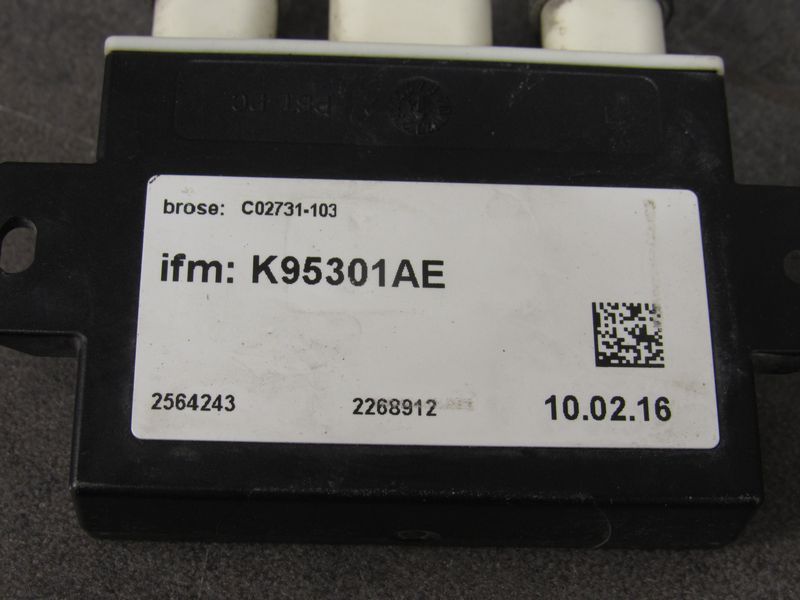 brose: C02731-103
ifm: K95301AE
2564243 2268912 10.02.16